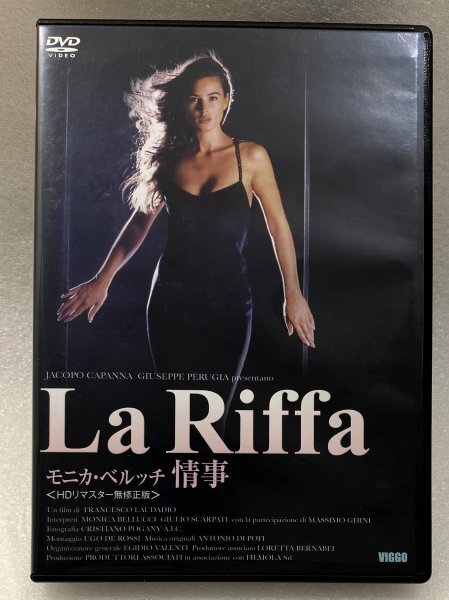 DVD
VIDEO
JACOPO CAPANNA GIUSEPPE PERUGIA presentano
La Riffa
モニカ・ベルッチ 情事
<HDリマスター無修正版>
Un film di FRANCESCO LAUDADIO
Interpreti MONICA BELLUCCI GIULIO SCARPATI con la partecipazione di MASSIMO GHINI
Fotografia CRISTIANO POGANY A.I.C.
Montaggio UGO DE ROSSI Musica originali ANTONIO DI POFI
Organizzatore generale EGIDIO VALENTI Produttore associato LORETTA BERNABEI
Produzione PRODUTTORI ASSOCIATI in associazione con FILMOLA Srl
VIGGO